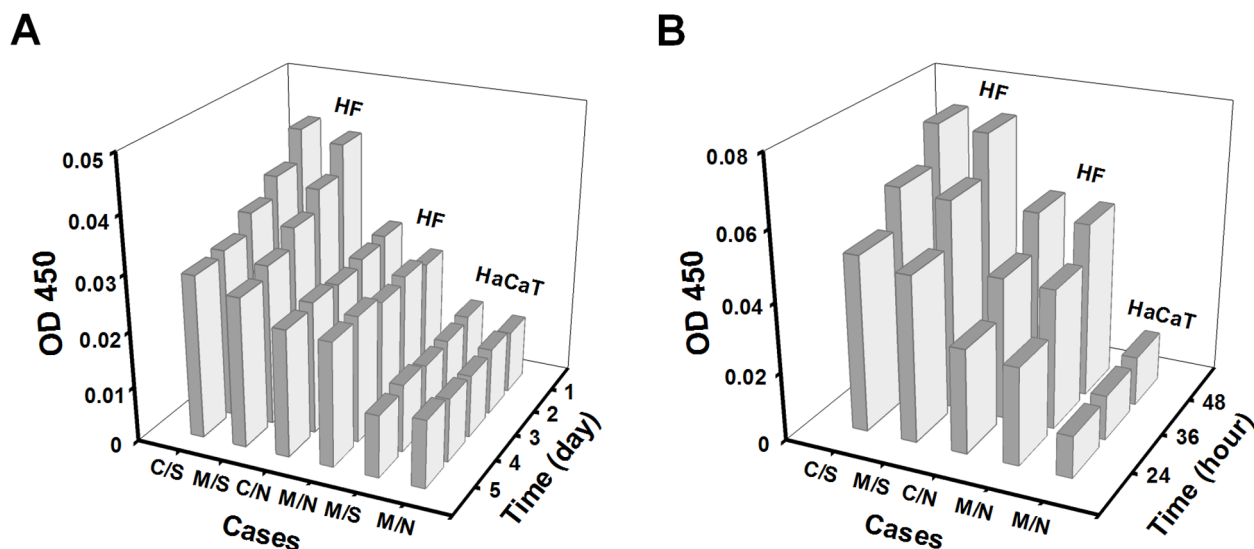 A
HF
HF
HaCaT
0.05
0.04
0.03
0.02
0.01
0
OD 450
C/S
M/S
C/N
M/N
M/S
M/N
Cases
1
2
3
4
5
Time (day)
B
HF
HF
HaCaT
0.08
0.06
0.04
0.02
0
OD 450
C/S
M/S
C/N
M/N
M/N
Cases
48
36
24
Time (hour)